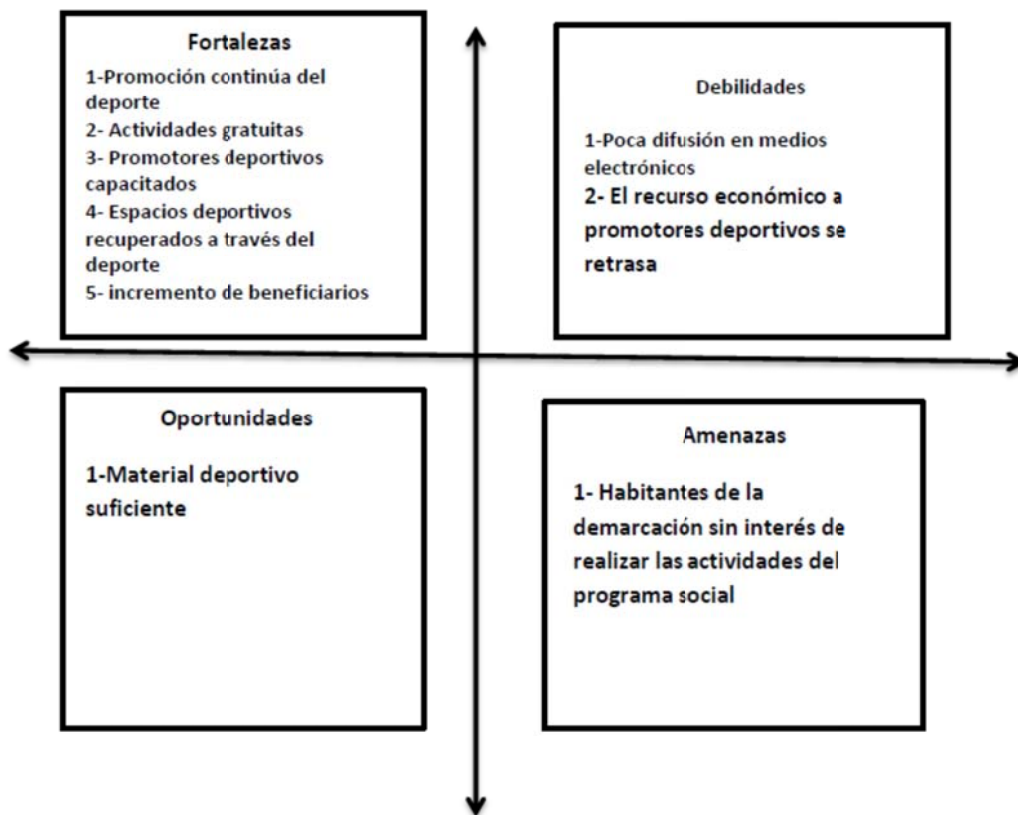 Fortalezas
1-Promoción continúa del
deporte
2- Actividades gratuitas
3- Promotores deportivos
capacitados
4- Espacios deportivos
recuperados a través del
deporte
5- incremento de beneficiarios
Debilidades
1-Poca difusión en medios
electrónicos
2- El recurso económico a
promotores deportivos se
retrasa
Oportunidades
1-Material deportivo
suficiente
Amenazas
1- Habitantes de la
demarcación sin interés de
realizar las actividades del
programa social